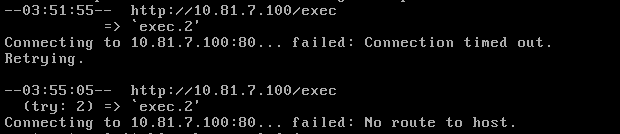 --03:51:55--  http://10.81.7.100/exec
           => `exec.2'
Connecting to 10.81.7.100:80... failed: Connection timed out.
Retrying.
--03:55:05--  http://10.81.7.100/exec
  (try: 2) => `exec.2'
Connecting to 10.81.7.100:80... failed: No route to host.